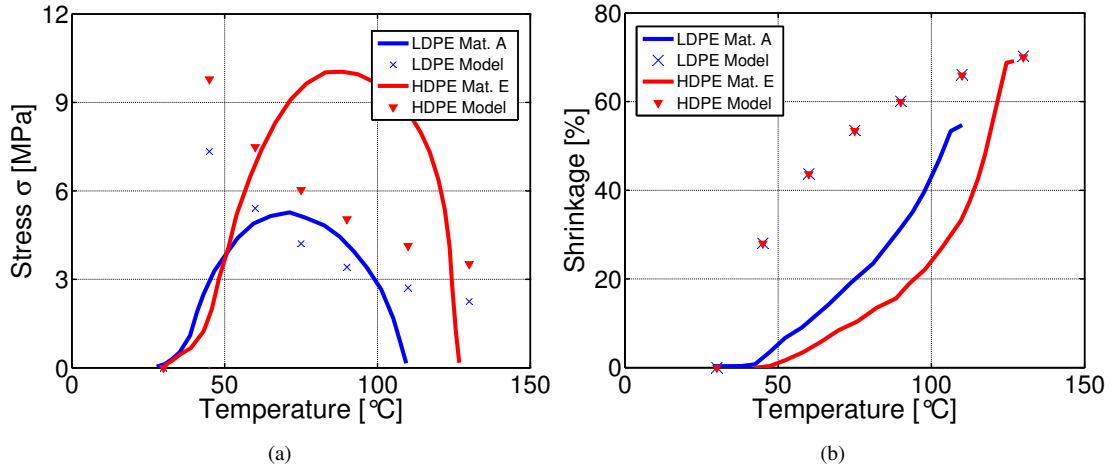 12
9
6
3
0
0
50
100
150
Stress σ [MPa]
Temperature [°C]
LDPE Mat. A
LDPE Model
HDPE Mat. E
HDPE Model
(a)
80
60
40
20
0
0
50
100
150
Shrinkage [%]
Temperature [°C]
LDPE Mat. A
LDPE Model
HDPE Mat. E
HDPE Model
(b)